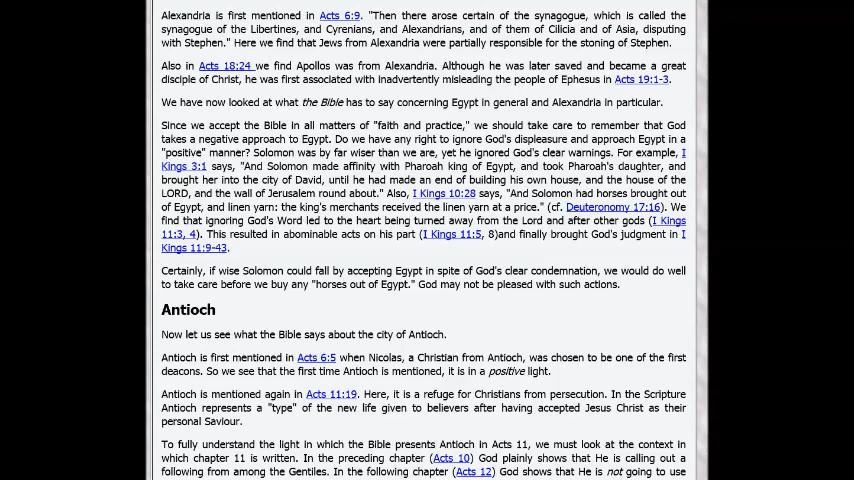 Alexandria is first mentioned in Acts 6:9. "Then there arose certain of the synagogue, which is called the
synagogue of the Libertines, and Cyrenians, and Alexandrians, and of them of Cilicia and of Asia, disputing
with Stephen." Here we find that Jews from Alexandria were partially responsible for the stoning of Stephen.
Also in Acts 18:24 we find Apollos was from Alexandria. Although he was later saved and became a great
disciple of Christ, he was first associated with inadvertently misleading the people of Ephesus in Acts 19:1-3.
We have now looked at what the Bible has to say concerning Egypt in general and Alexandria in particular.
Since we accept the Bible in all matters of "faith and practice," we should take care to remember that God
takes a negative approach to Egypt. Do we have any right to ignore God's displeasure and approach Egypt in a
"positive" manner? Solomon was by far wiser than we are, yet he ignored God's clear warnings. For example, I
Kings 3:1 says, "And Solomon made affinity with Pharoah king of Egypt, and took Pharoah's daughter, and
brought her into the city of David, until he had made an end of building his own house, and the house of the
LORD, and the wall of Jerusalem round about." Also, I Kings 10:28 says, "And Solomon had horses brought out
of Egypt, and linen yarn: the king's merchants received the linen yarn at a price." (cf. Deuteronomy 17:16). We
find that ignoring God's Word led to the heart being turned away from the Lord and after other gods (I Kings
11:3, 4). This resulted in abominable acts on his part (I Kings 11:5, 8)and finally brought God's judgment in I
Kings 11:9-43.
Certainly, if wise Solomon could fall by accepting Egypt in spite of God's clear condemnation, we would do well
to take care before we buy any "horses out of Egypt." God may not be pleased with such actions.
Antioch
Now let us see what the Bible says about the city of Antioch.
Antioch is first mentioned in Acts 6:5 when Nicolas, a Christian from Antioch, was chosen to be one of the first
deacons. So we see that the first time Antioch is mentioned, it is in a positive light.
Antioch is mentioned again in Acts 11:19. Here, it is a refuge for Christians from persecution. In the Scripture
Antioch represents a "type" of the new life given to believers after having accepted Jesus Christ as their
personal Saviour.
To fully understand the light in which the Bible presents Antioch in Acts 11, we must look at the context in
which chapter 11 is written. In the preceding chapter (Acts 10) God plainly shows that He is calling out a
following from among the Gentiles. In the following chapter (Acts 12) God shows that He is not going to use